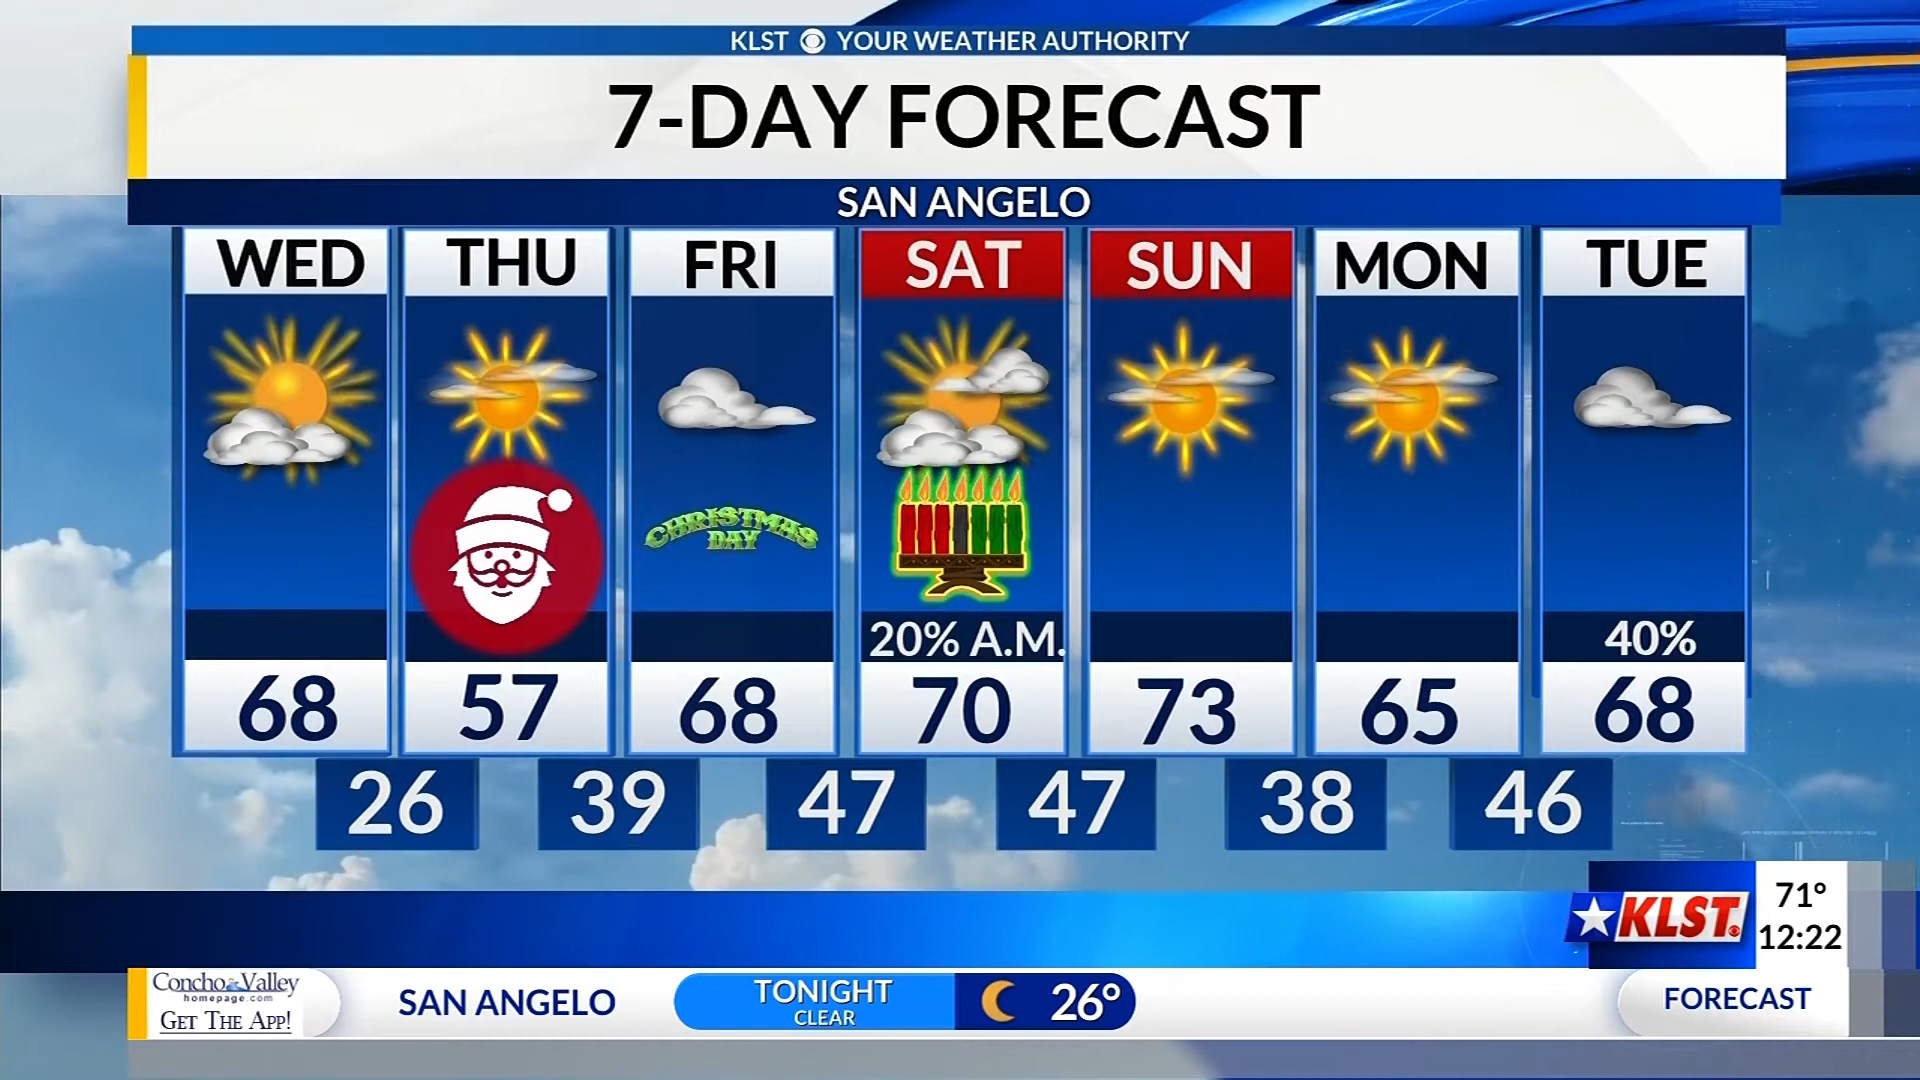 KLST YOUR WEATHER AUTHORITY
7-DAY FORECAST
SAN ANGELO
WED THU FRI SAT SUN MON TUE
CHRISTMAS
DAY
20% A.M. 40%
68 57 68 70 73 65 68
26 39 47 47 38 46
KLST
71°
12:22
Concho Valley
homepage.com
GET THE APP!
SAN ANGELO
TONIGHT
CLEAR
26°
FORECAST